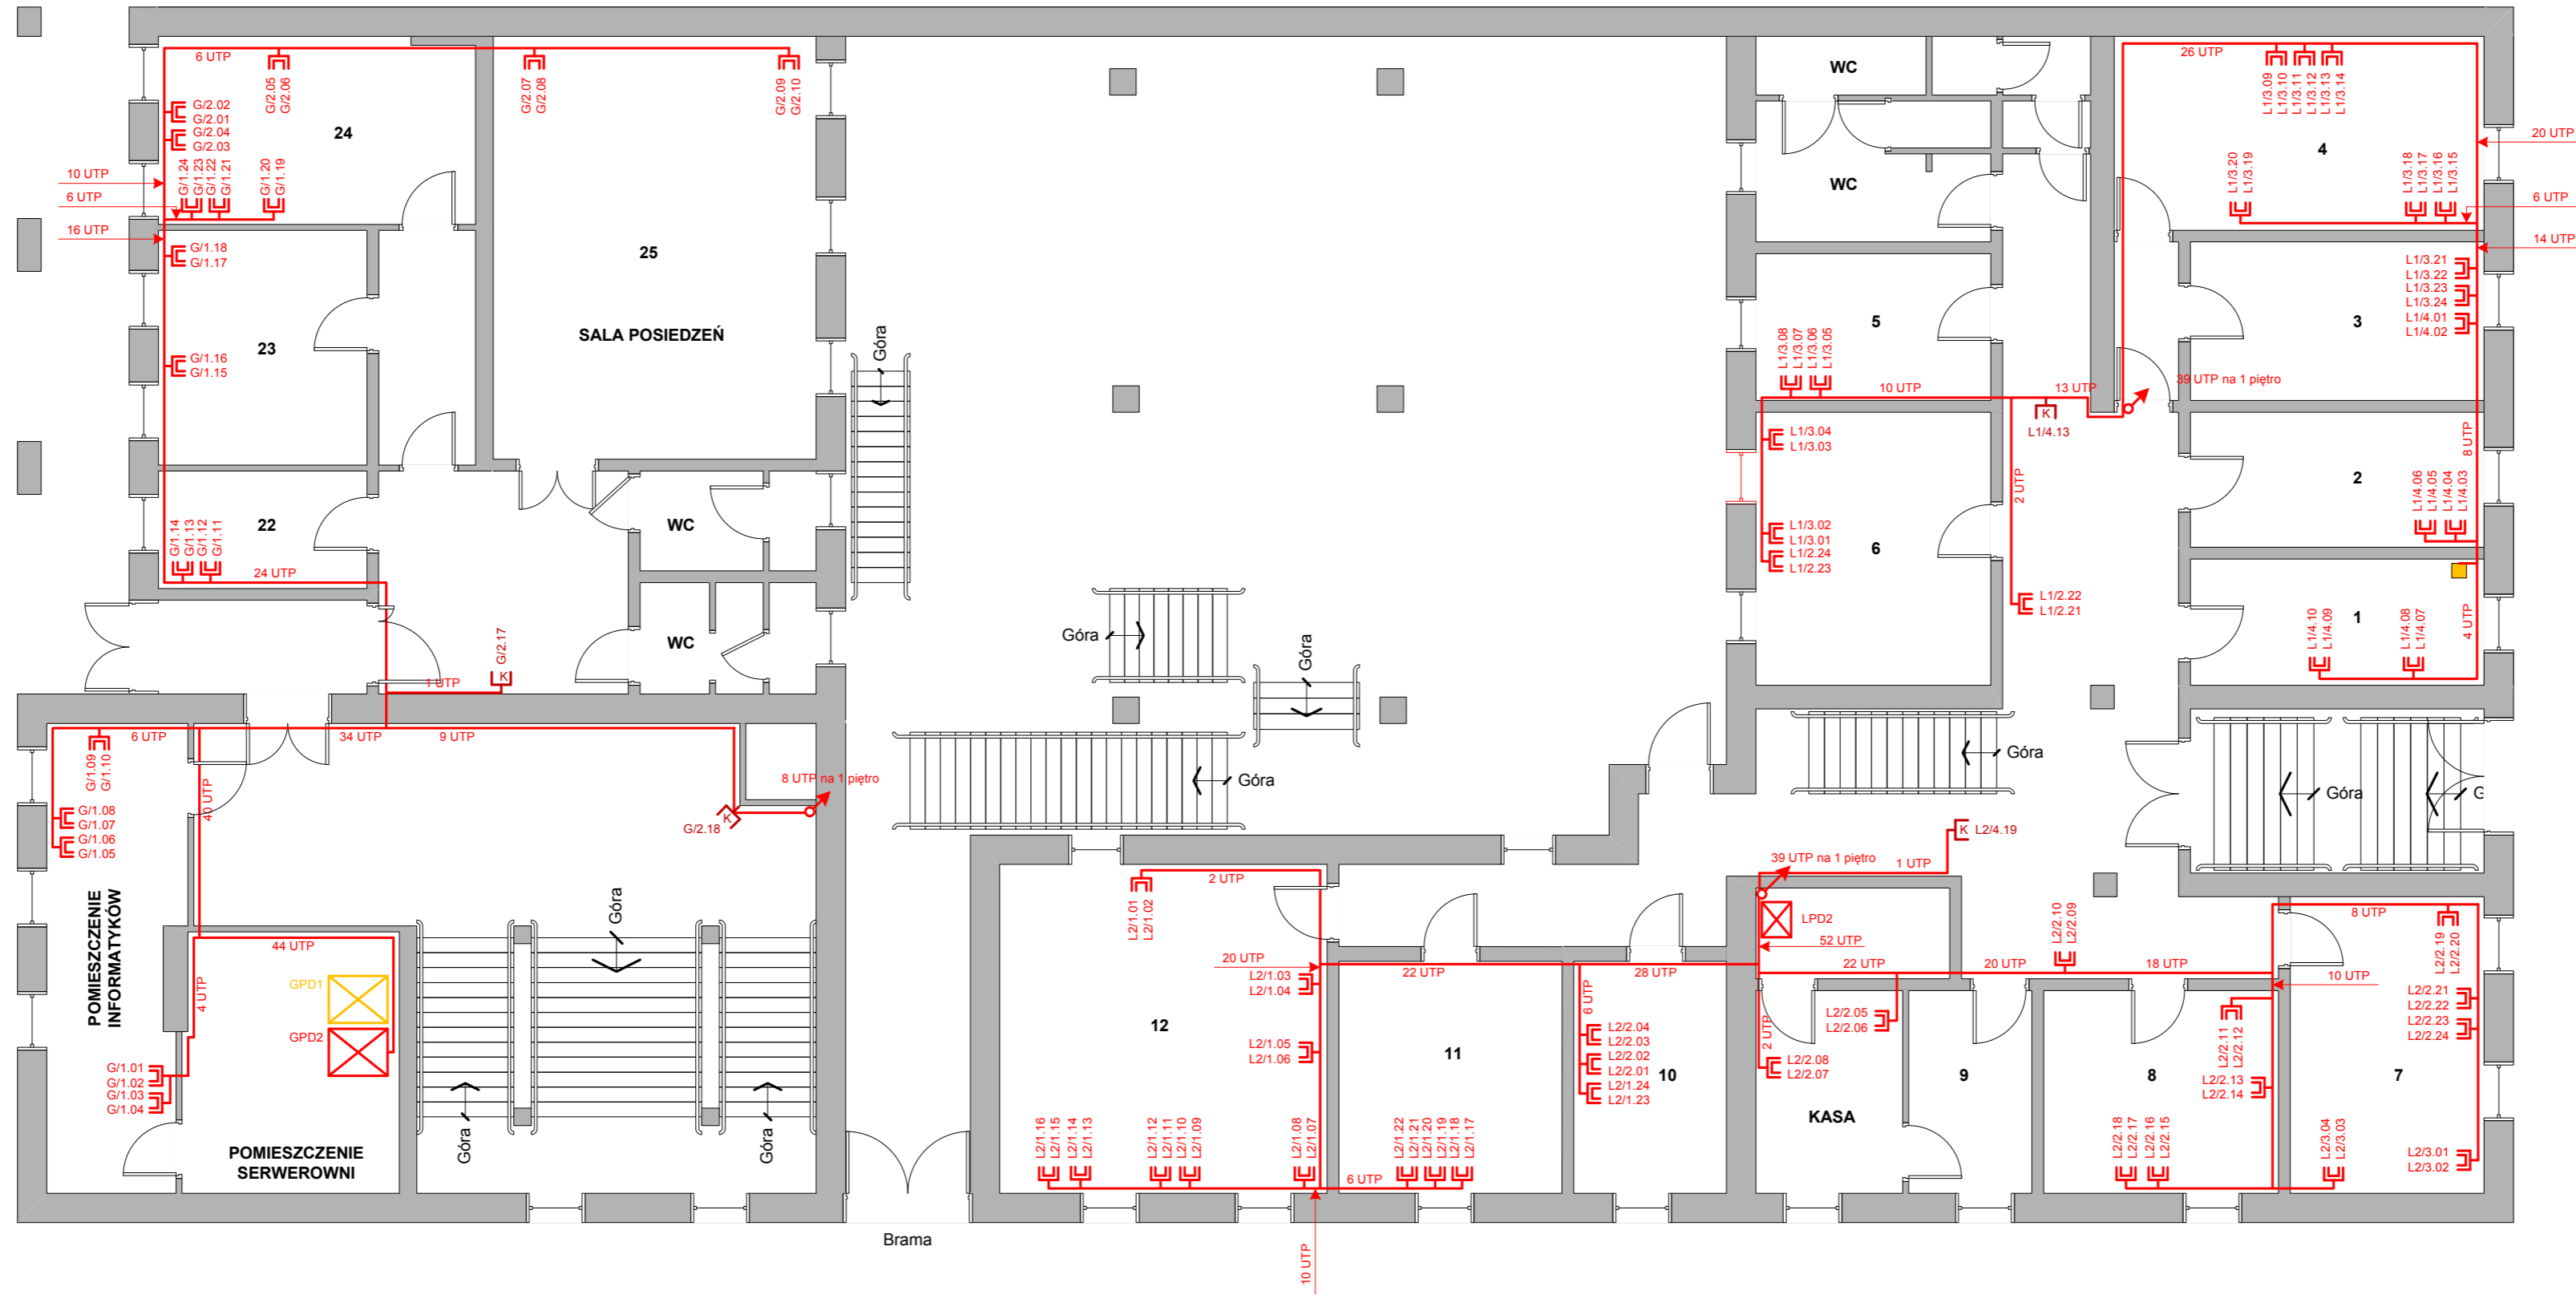 6 UTP
G/2.05
G/2.06
G/2.07
G/2.08
G/2.09
G/2.10
G/2.02
G/2.01
G/2.04
G/2.03
24
10 UTP
6 UTP
16 UTP
G/1.24
G/1.23
G/1.22
G/1.21
G/1.20
G/1.19
G/1.18
G/1.17
23
G/1.16
G/1.15
25
SALA POSIEDZEŃ
22
G/1.14
G/1.13
G/1.12
G/1.11
24 UTP
WC
WC
G/2.17
K
1 UTP
Góra
6 UTP
34 UTP
9 UTP
G/1.09
G/1.10
G/1.08
G/1.07
G/1.06
G/1.05
40 UTP
8 UTP na 1 piętro
K
G/2.18
POMIESZCZENIE
INFORMATYKÓW
44 UTP
4 UTP
GPD1
GPD2
G/1.01
G/1.02
G/1.03
G/1.04
POMIESZCZENIE
SERWEROWNI
Góra
Góra
Góra
Brama
Góra
Góra
Góra
WC
WC
5
L1/3.08
L1/3.07
L1/3.06
L1/3.05
10 UTP
13 UTP
K
L1/4.13
39 UTP na 1 piętro
L1/3.04
L1/3.03
L1/3.02
L1/3.01
L1/2.24
L1/2.23
6
2 UTP
L1/2.22
L1/2.21
26 UTP
L1/3.09
L1/3.10
L1/3.11
L1/3.12
L1/3.13
L1/3.14
20 UTP
4
L1/3.20
L1/3.19
L1/3.18
L1/3.17
L1/3.16
L1/3.15
6 UTP
14 UTP
L1/3.21
L1/3.22
L1/3.23
L1/3.24
L1/4.01
L1/4.02
3
8 UTP
2
L1/4.06
L1/4.05
L1/4.04
L1/4.03
1
4 UTP
L1/4.10
L1/4.09
L1/4.08
L1/4.07
Góra
Góra
G
K
L2/4.19
39 UTP na 1 piętro
1 UTP
LPD2
52 UTP
2 UTP
L2/1.01
L2/1.02
20 UTP
L2/1.03
L2/1.04
22 UTP
28 UTP
12
L2/1.05
L2/1.06
L2/1.16
L2/1.15
L2/1.14
L2/1.13
L2/1.12
L2/1.11
L2/1.10
L2/1.09
L2/1.08
L2/1.07
6 UTP
10 UTP
11
L2/1.22
L2/1.21
L2/1.20
L2/1.19
L2/1.18
L2/1.17
6 UTP
L2/2.04
L2/2.03
L2/2.02
L2/2.01
L2/1.24
L2/1.23
10
2 UTP
L2/2.08
L2/2.07
KASA
22 UTP
L2/2.05
L2/2.06
20 UTP
L2/2.10
L2/2.09
18 UTP
9
10 UTP
L2/2.11
L2/2.12
L2/2.13
L2/2.14
8
L2/2.18
L2/2.17
L2/2.16
L2/2.15
8 UTP
L2/2.19
L2/2.20
L2/2.21
L2/2.22
L2/2.23
L2/2.24
7
L2/3.04
L2/3.03
L2/3.01
L2/3.02